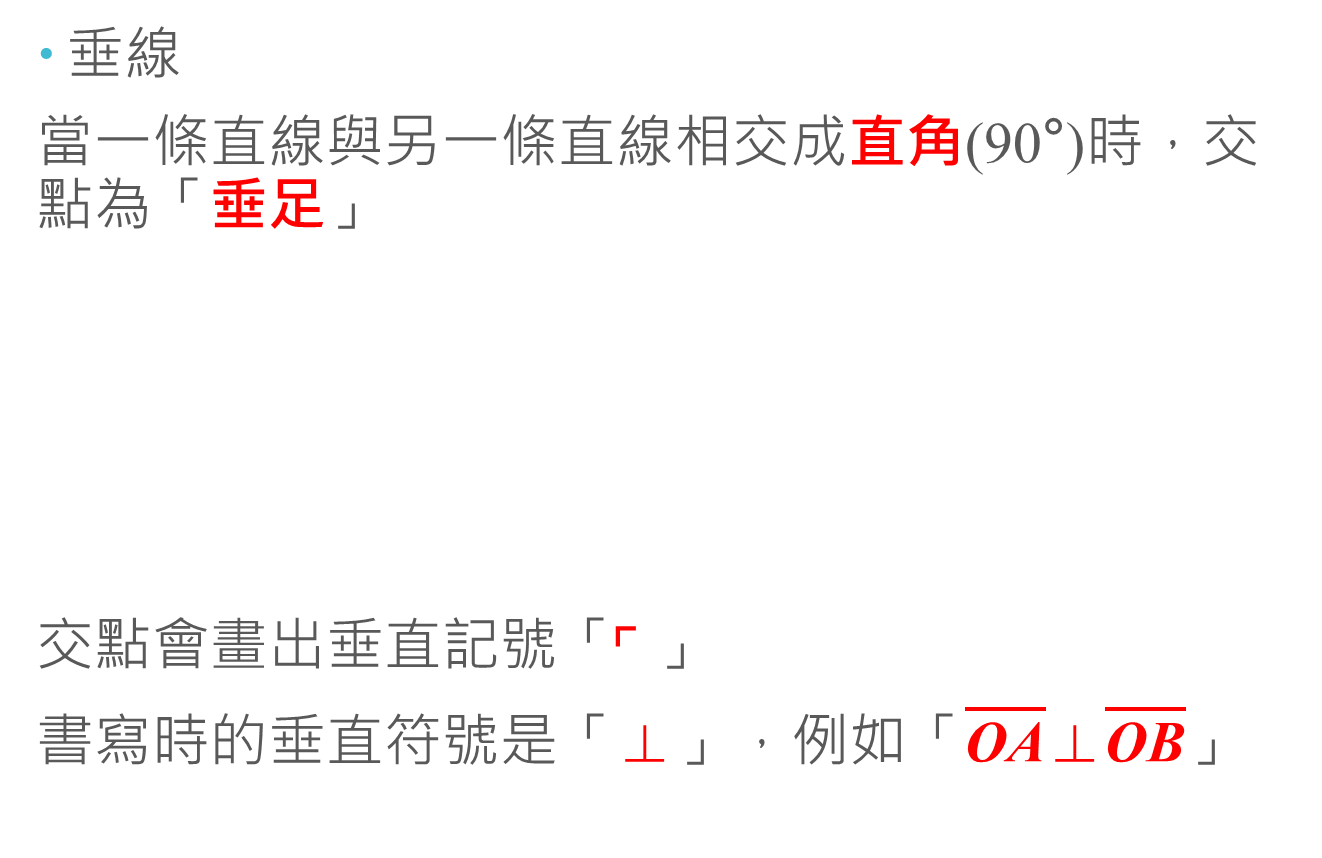 • 垂線
當一條直線與另一條直線相交成直角(90°)時，交
點為「垂足」
交點會畫出垂直記號「⌜」
書寫時的垂直符號是「⊥」，例如「O̅A̅⊥O̅B̅」